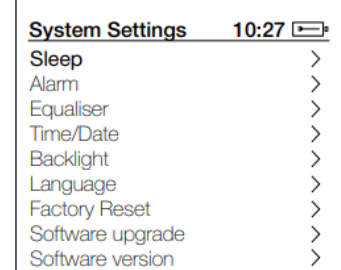 System Settings 10:27
Sleep >
Alarm >
Equaliser >
Time/Date >
Backlight >
Language >
Factory Reset >
Software upgrade >
Software version >